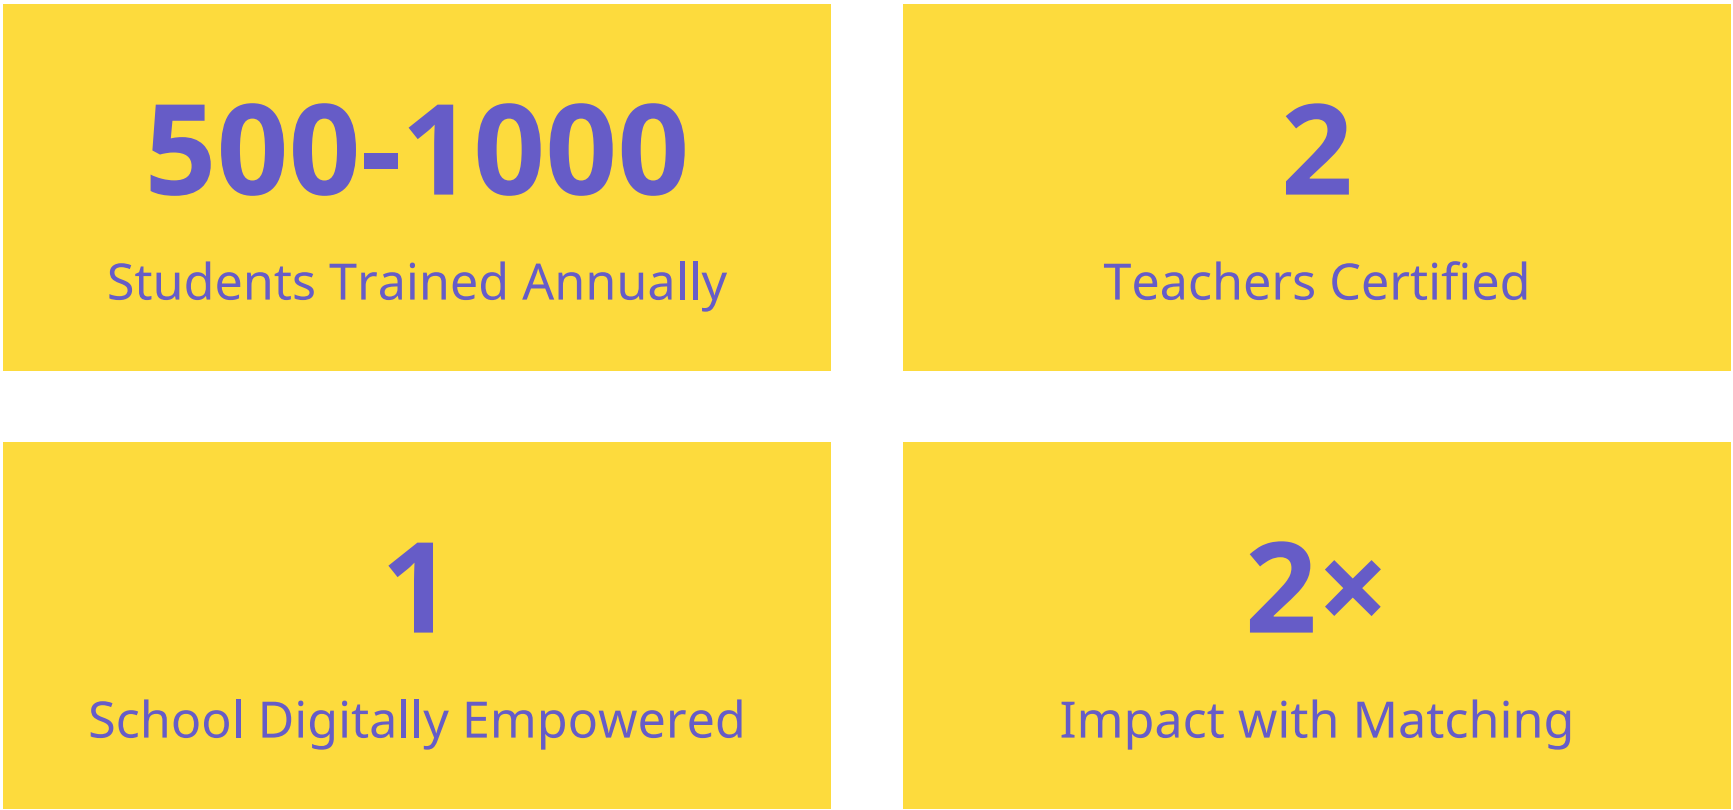 500-1000
Students Trained Annually
2
Teachers Certified
1
School Digitally Empowered
2×
Impact with Matching